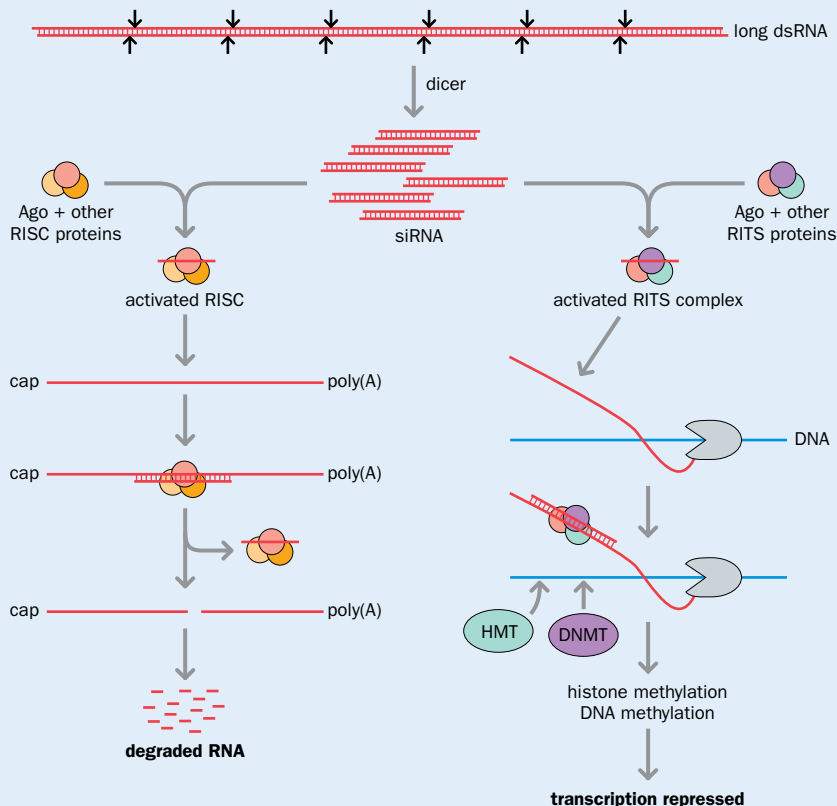 long dsRNA
dicer
siRNA
Ago + other
RISC proteins
Ago + other
RITS proteins
activated RISC
activated RITS complex
cap
poly(A)
DNA
cap
poly(A)
cap
poly(A)
HMT
DNMT
degraded RNA
histone methylation
DNA methylation
transcription repressed